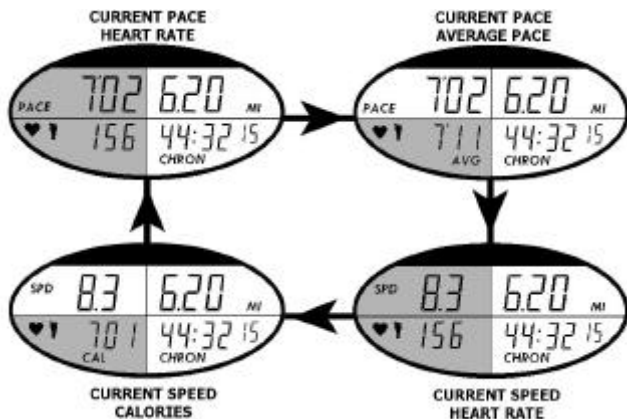 CURRENT PACE
HEART RATE
PACE 7'02 6.20 MI
156 44:32 15
CHRON
CURRENT PACE
AVERAGE PACE
PACE 7'02 6.20 MI
7'11 44:32 15
AVG CHRON
SPD 8.3 6.20 MI
701 44:32 15
CAL CHRON
CURRENT SPEED
CALORIES
SPD 8.3 6.20 MI
156 44:32 15
CHRON
CURRENT SPEED
HEART RATE